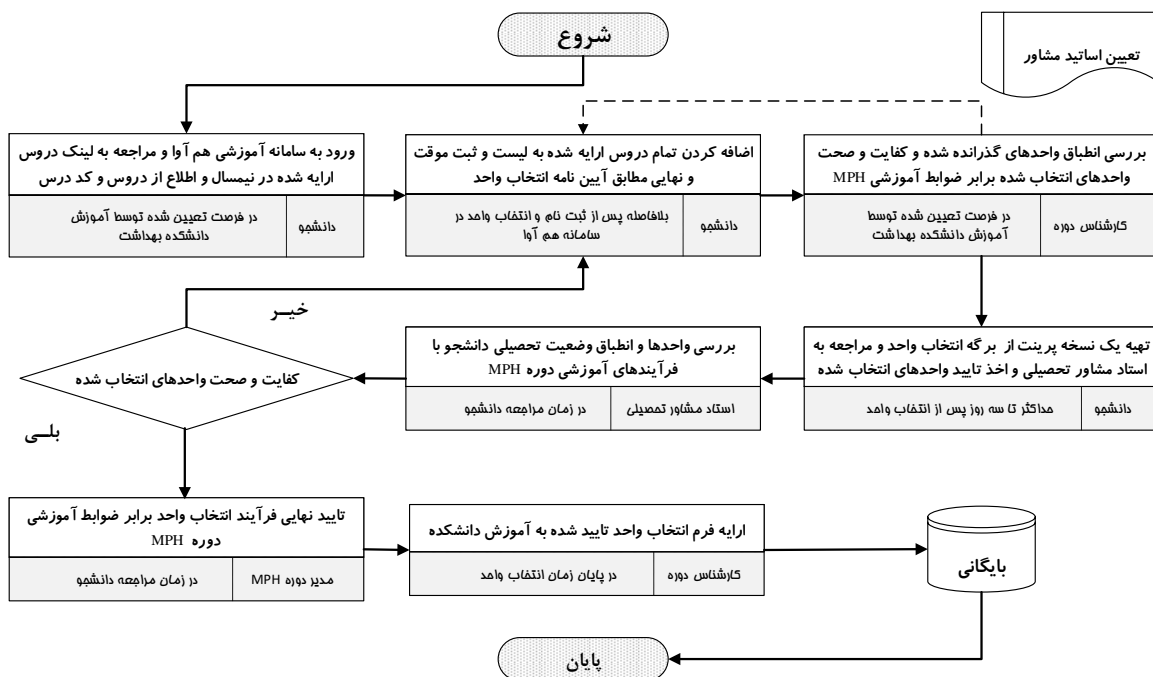 شروع
تعیین اساتید مشاور
ورود به سامانه آموزشی هم آوا و مراجعه به لینک دروس
ارایه شده در نیمسال و اطلاع از دروس و کد درس
دانشجو
در فرصت تعیین شده توسط آموزش
دانشکده بهداشت
اضافه کردن تمام دروس ارایه شده به لیست و ثبت موقت
و نهایی مطابق آیین نامه انتخاب واحد
دانشجو
بلافاصله پس از ثبت نام و انتخاب واحد در
سامانه هم آوا
بررسی انطباق واحدهای گذرانده شده و کفایت و صحت
واحدهای انتخاب شده برابر ضوابط آموزشی MPH
کارشناس دوره
در فرصت تعیین شده توسط
آموزش دانشکده بهداشت
تهیه یک نسخه پرینت از برگه انتخاب واحد و مراجعه به
استاد مشاور تحصیلی و اخذ تایید واحدهای انتخاب شده
دانشجو
حداکثر تا سه روز پس از انتخاب واحد
بررسی واحدها و انطباق وضعیت تحصیلی دانشجو با
فرآیندهای آموزشی دوره MPH
استاد مشاور تحصیلی
در زمان مراجعه دانشجو
کفایت و صحت واحدهای انتخاب شده
خیـر
بلـی
تایید نهایی فرآیند انتخاب واحد برابر ضوابط آموزشی
دوره MPH
مدیر دوره MPH
در زمان مراجعه دانشجو
ارایه فرم انتخاب واحد تایید شده به آموزش دانشکده
کارشناس دوره
در پایان زمان انتخاب واحد
بایگانی
پایان